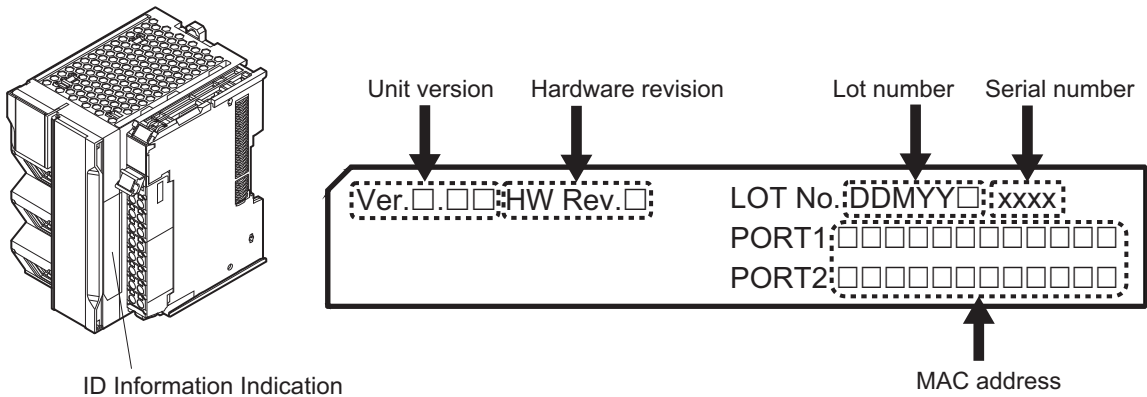 Unit version Hardware revision Lot number Serial number
Ver.□.□□ HW Rev.□ LOT No. DDMYY□ xxxx
PORT1 □□□□□□□□□□□□
PORT2 □□□□□□□□□□□□
ID Information Indication
MAC address